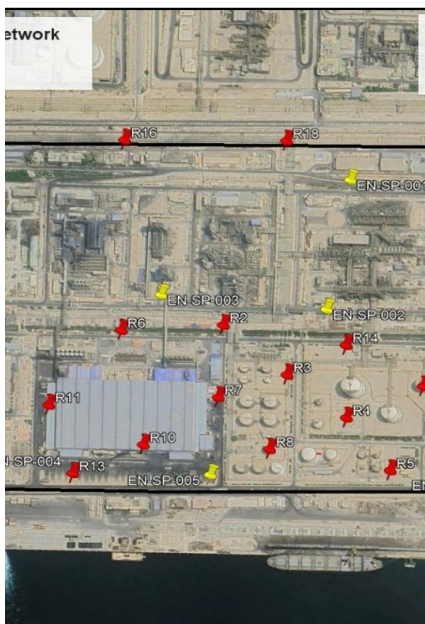 etwork
R16
R18
EN-SP-001
EN-SP-003
EN-SP-002
R6
R2
R14
R3
R11
R7
R4
R10
R8
N-SP-004
R13
EN-SP-005
R5
EN